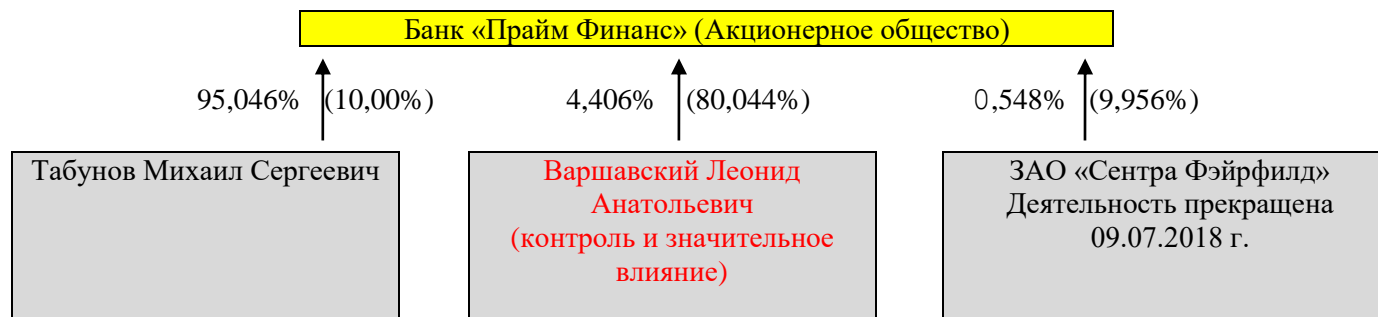 Банк «Прайм Финанс» (Акционерное общество)
95,046% (10,00%)
4,406% (80,044%)
0,548% (9,956%)
Табунов Михаил Сергеевич
Варшавский Леонид
Анатольевич
(контроль и значительное
влияние)
ЗАО «Сентра Фэйрфилд»
Деятельность прекращена
09.07.2018 г.